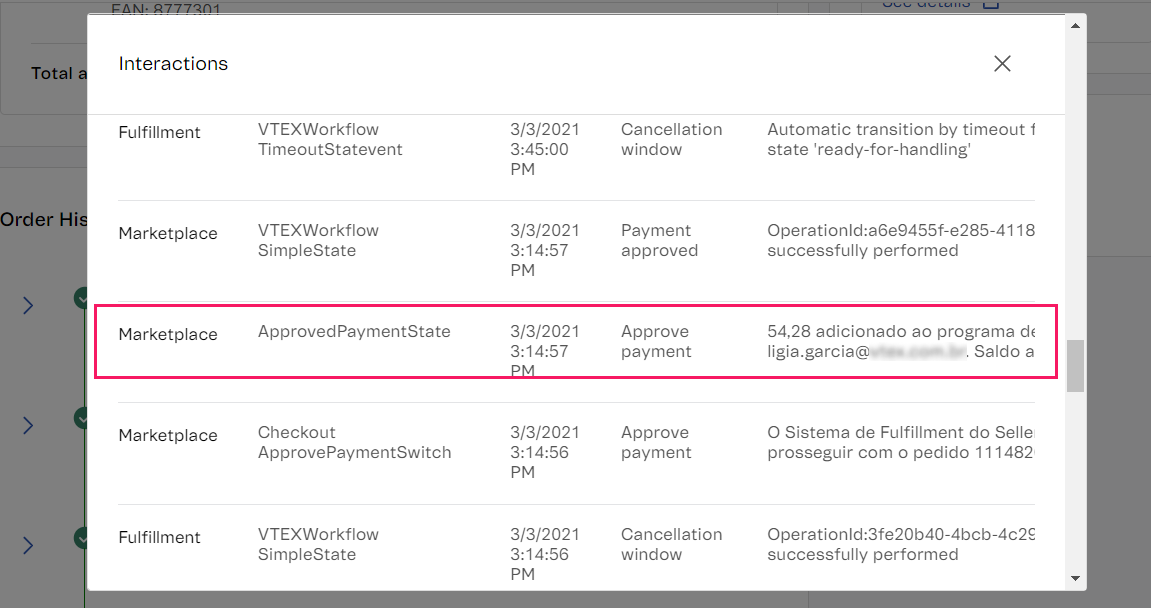 EAN: 8777301
See details
Interactions
Total a
Fulfillment
VTEXWorkflow
TimeoutStatevent
3/3/2021
3:45:00
PM
Cancellation
window
Automatic transition by timeout f
state 'ready-for-handling'
Order His
Marketplace
VTEXWorkflow
SimpleState
3/3/2021
3:14:57
PM
Payment
approved
OperationId:a6e9455f-e285-4118
successfully performed
Marketplace
ApprovedPaymentState
3/3/2021
3:14:57
PM
Approve
payment
54,28 adicionado ao programa de
ligia.garcia@ . Saldo a
Marketplace
Checkout
ApprovePaymentSwitch
3/3/2021
3:14:56
PM
Approve
payment
O Sistema de Fulfillment do Selle
prosseguir com o pedido 111482
Fulfillment
VTEXWorkflow
SimpleState
3/3/2021
3:14:56
PM
Cancellation
window
OperationId:3fe20b40-4bcb-4c29
successfully performed